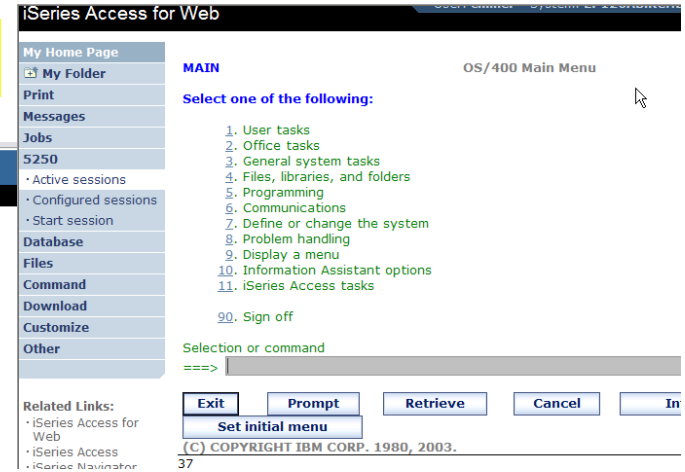 iSeries Access for Web
My Home Page
My Folder
Print
Messages
Jobs
5250
· Active sessions
· Configured sessions
· Start session
Database
Files
Command
Download
Customize
Other
Related Links:
· iSeries Access for
Web
· iSeries Access
· iSeries Navigator
MAIN OS/400 Main Menu
Select one of the following:
1. User tasks
2. Office tasks
3. General system tasks
4. Files, libraries, and folders
5. Programming
6. Communications
7. Define or change the system
8. Problem handling
9. Display a menu
10. Information Assistant options
11. iSeries Access tasks
90. Sign off
Selection or command
===>
Exit Prompt Retrieve Cancel
Set initial menu
(C) COPYRIGHT IBM CORP. 1980, 2003.
37